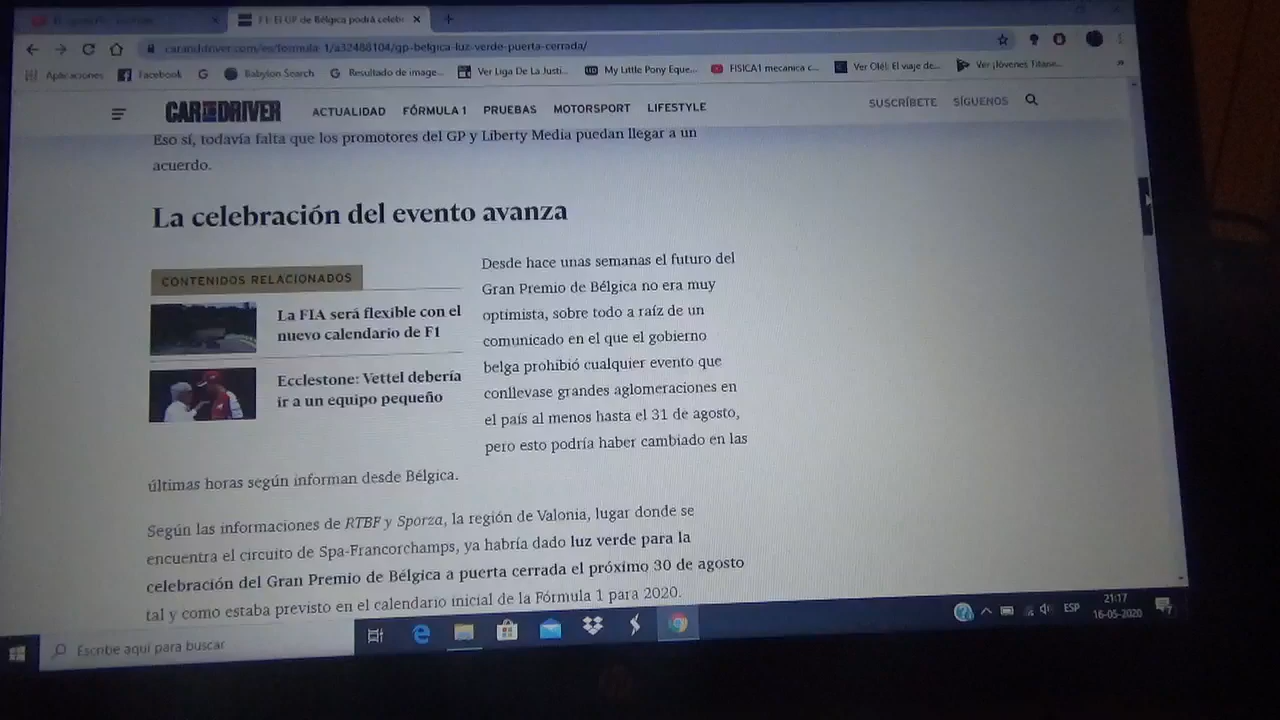 F1: El GP de Bélgica podrá celebr
caranddriver.com/es/formula-1/a32488104/gp-belgica-luz-verde-puerta-cerrada/
Aplicaciones Facebook Babylon Search Resultado de image... Ver Liga De La Justi... My Little Pony Eque... FISICA1 mecanica c... Ver Olé!: El viaje de... Ver ¡Jóvenes Titane... »
CAR AND DRIVER ACTUALIDAD FÓRMULA 1 PRUEBAS MOTORSPORT LIFESTYLE SUSCRÍBETE SÍGUENOS
Eso sí, todavía falta que los promotores del GP y Liberty Media puedan llegar a un
acuerdo.
La celebración del evento avanza
CONTENIDOS RELACIONADOS
La FIA será flexible con el
nuevo calendario de F1
Ecclestone: Vettel debería
ir a un equipo pequeño
Desde hace unas semanas el futuro del
Gran Premio de Bélgica no era muy
optimista, sobre todo a raíz de un
comunicado en el que el gobierno
belga prohibió cualquier evento que
conllevase grandes aglomeraciones en
el país al menos hasta el 31 de agosto,
pero esto podría haber cambiado en las
últimas horas según informan desde Bélgica.
Según las informaciones de RTBF y Sporza, la región de Valonia, lugar donde se
encuentra el circuito de Spa-Francorchamps, ya habría dado luz verde para la
celebración del Gran Premio de Bélgica a puerta cerrada el próximo 30 de agosto
tal y como estaba previsto en el calendario inicial de la Fórmula 1 para 2020.
Escribe aquí para buscar
ESP
21:17
16-05-2020